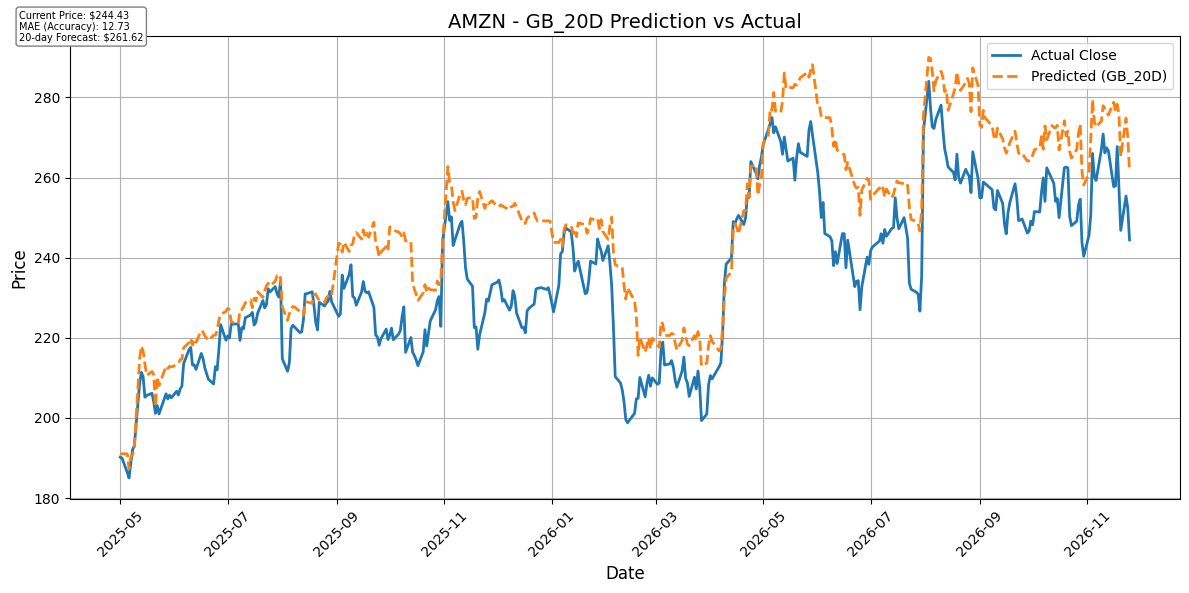 AMZN - GB_20D Prediction vs Actual
Current Price: $244.43
MAE (Accuracy): 12.73
20-day Forecast: $261.62
Actual Close
Predicted (GB_20D)
Price
280
260
240
220
200
180
2025-05
2025-07
2025-09
2025-11
2026-01
2026-03
2026-05
2026-07
2026-09
2026-11
Date